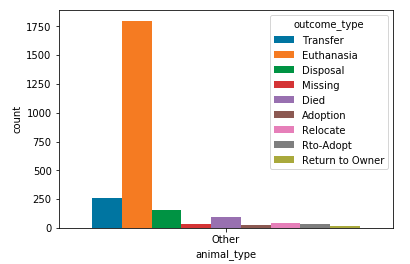 outcome_type
Transfer
Euthanasia
Disposal
Missing
Died
Adoption
Relocate
Rto-Adopt
Return to Owner
1750
1500
1250
1000
750
500
250
0
count
Other
animal_type